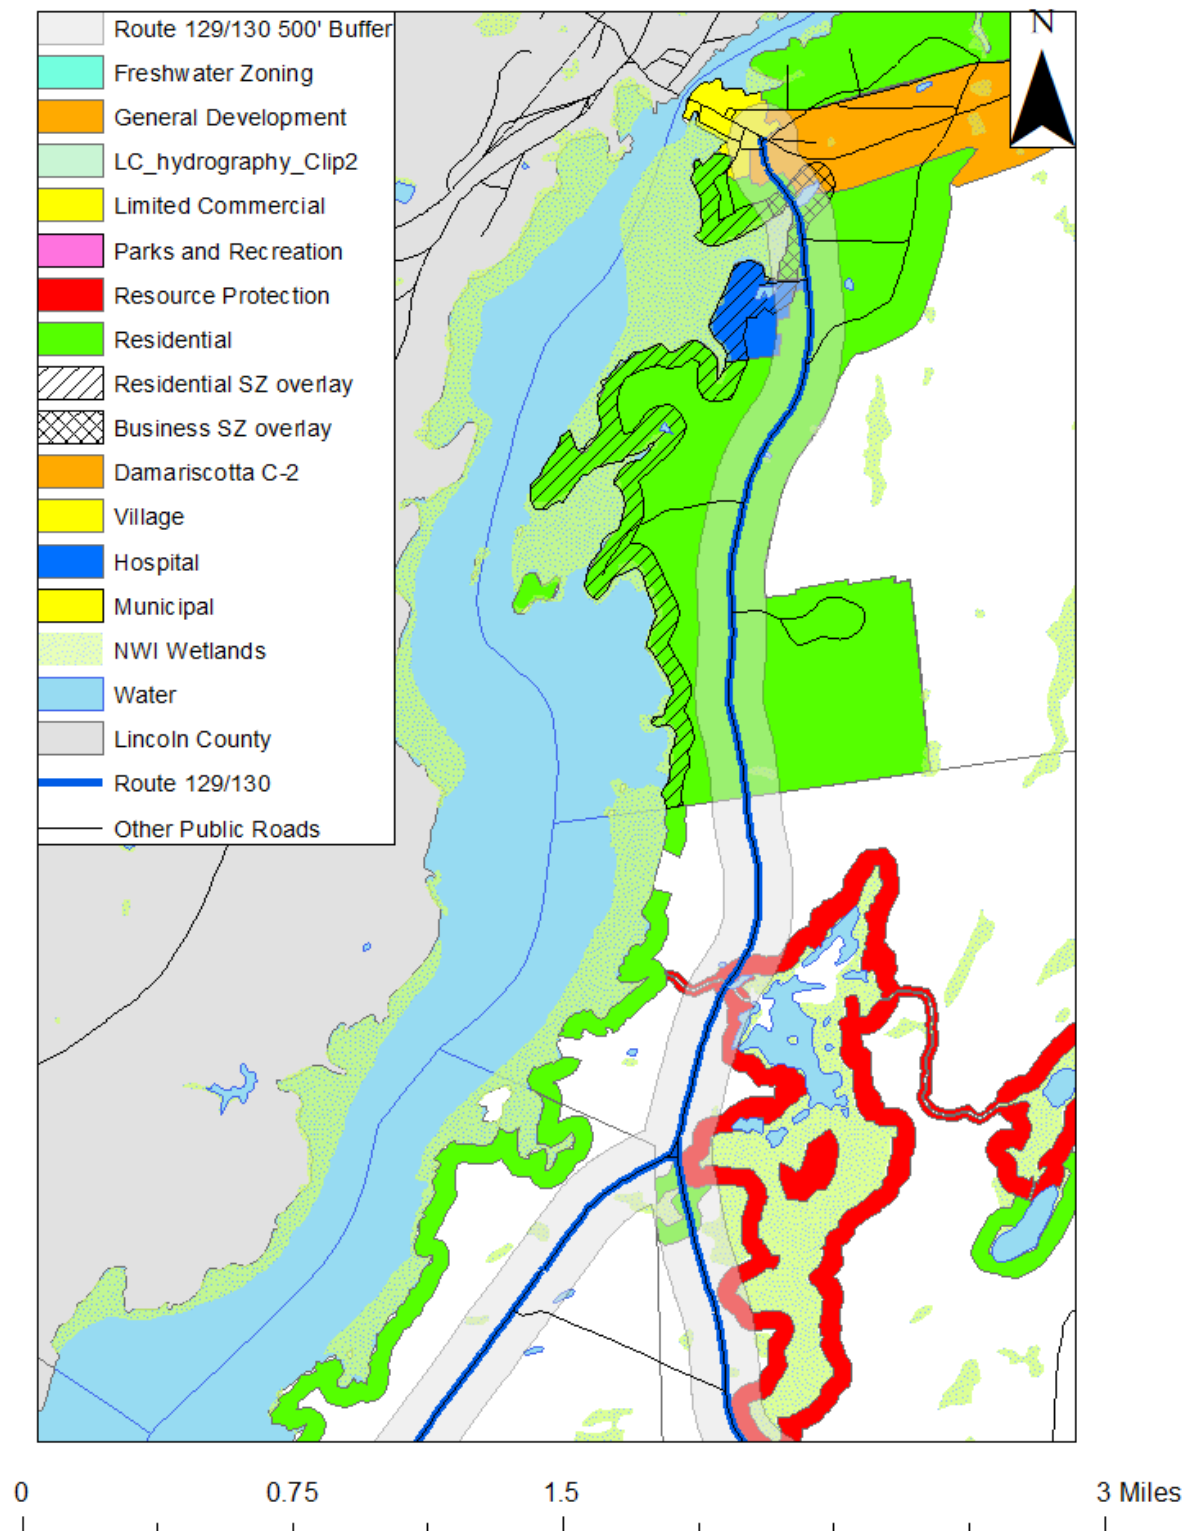 Route 129/130 500' Buffer
Freshwater Zoning
General Development
LC_hydrography_Clip2
Limited Commercial
Parks and Recreation
Resource Protection
Residential
Residential SZ overlay
Business SZ overlay
Damariscotta C-2
Village
Hospital
Municipal
NWI Wetlands
Water
Lincoln County
Route 129/130
Other Public Roads
N
0 0.75 1.5 3 Miles